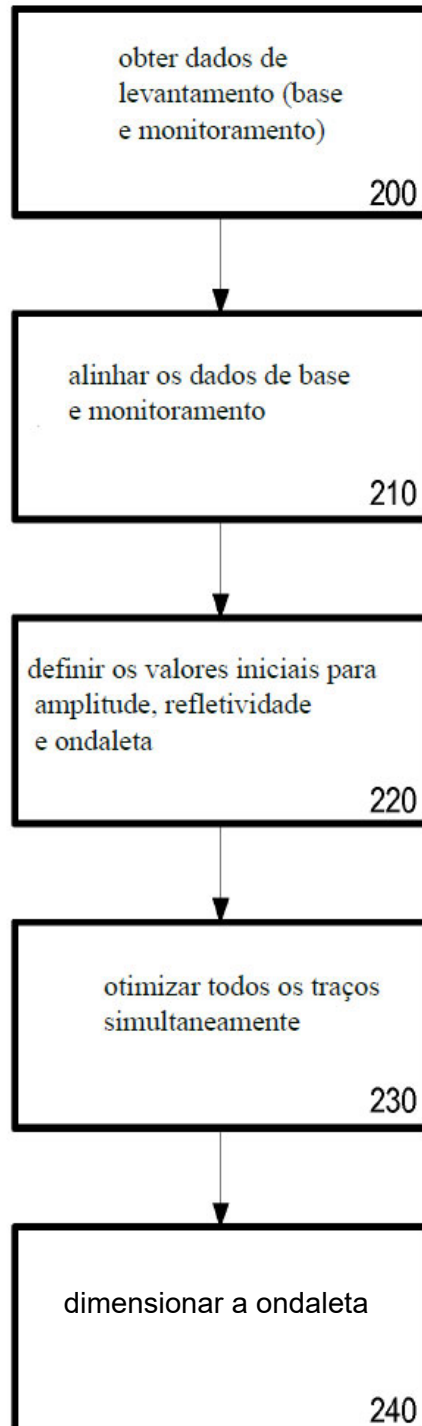 obter dados de
levantamento (base
e monitoramento)
200
alinhar os dados de base
e monitoramento
210
definir os valores iniciais para
amplitude, refletividade
e ondaleta
220
otimizar todos os traços
simultaneamente
230
dimensionar a ondaleta
240